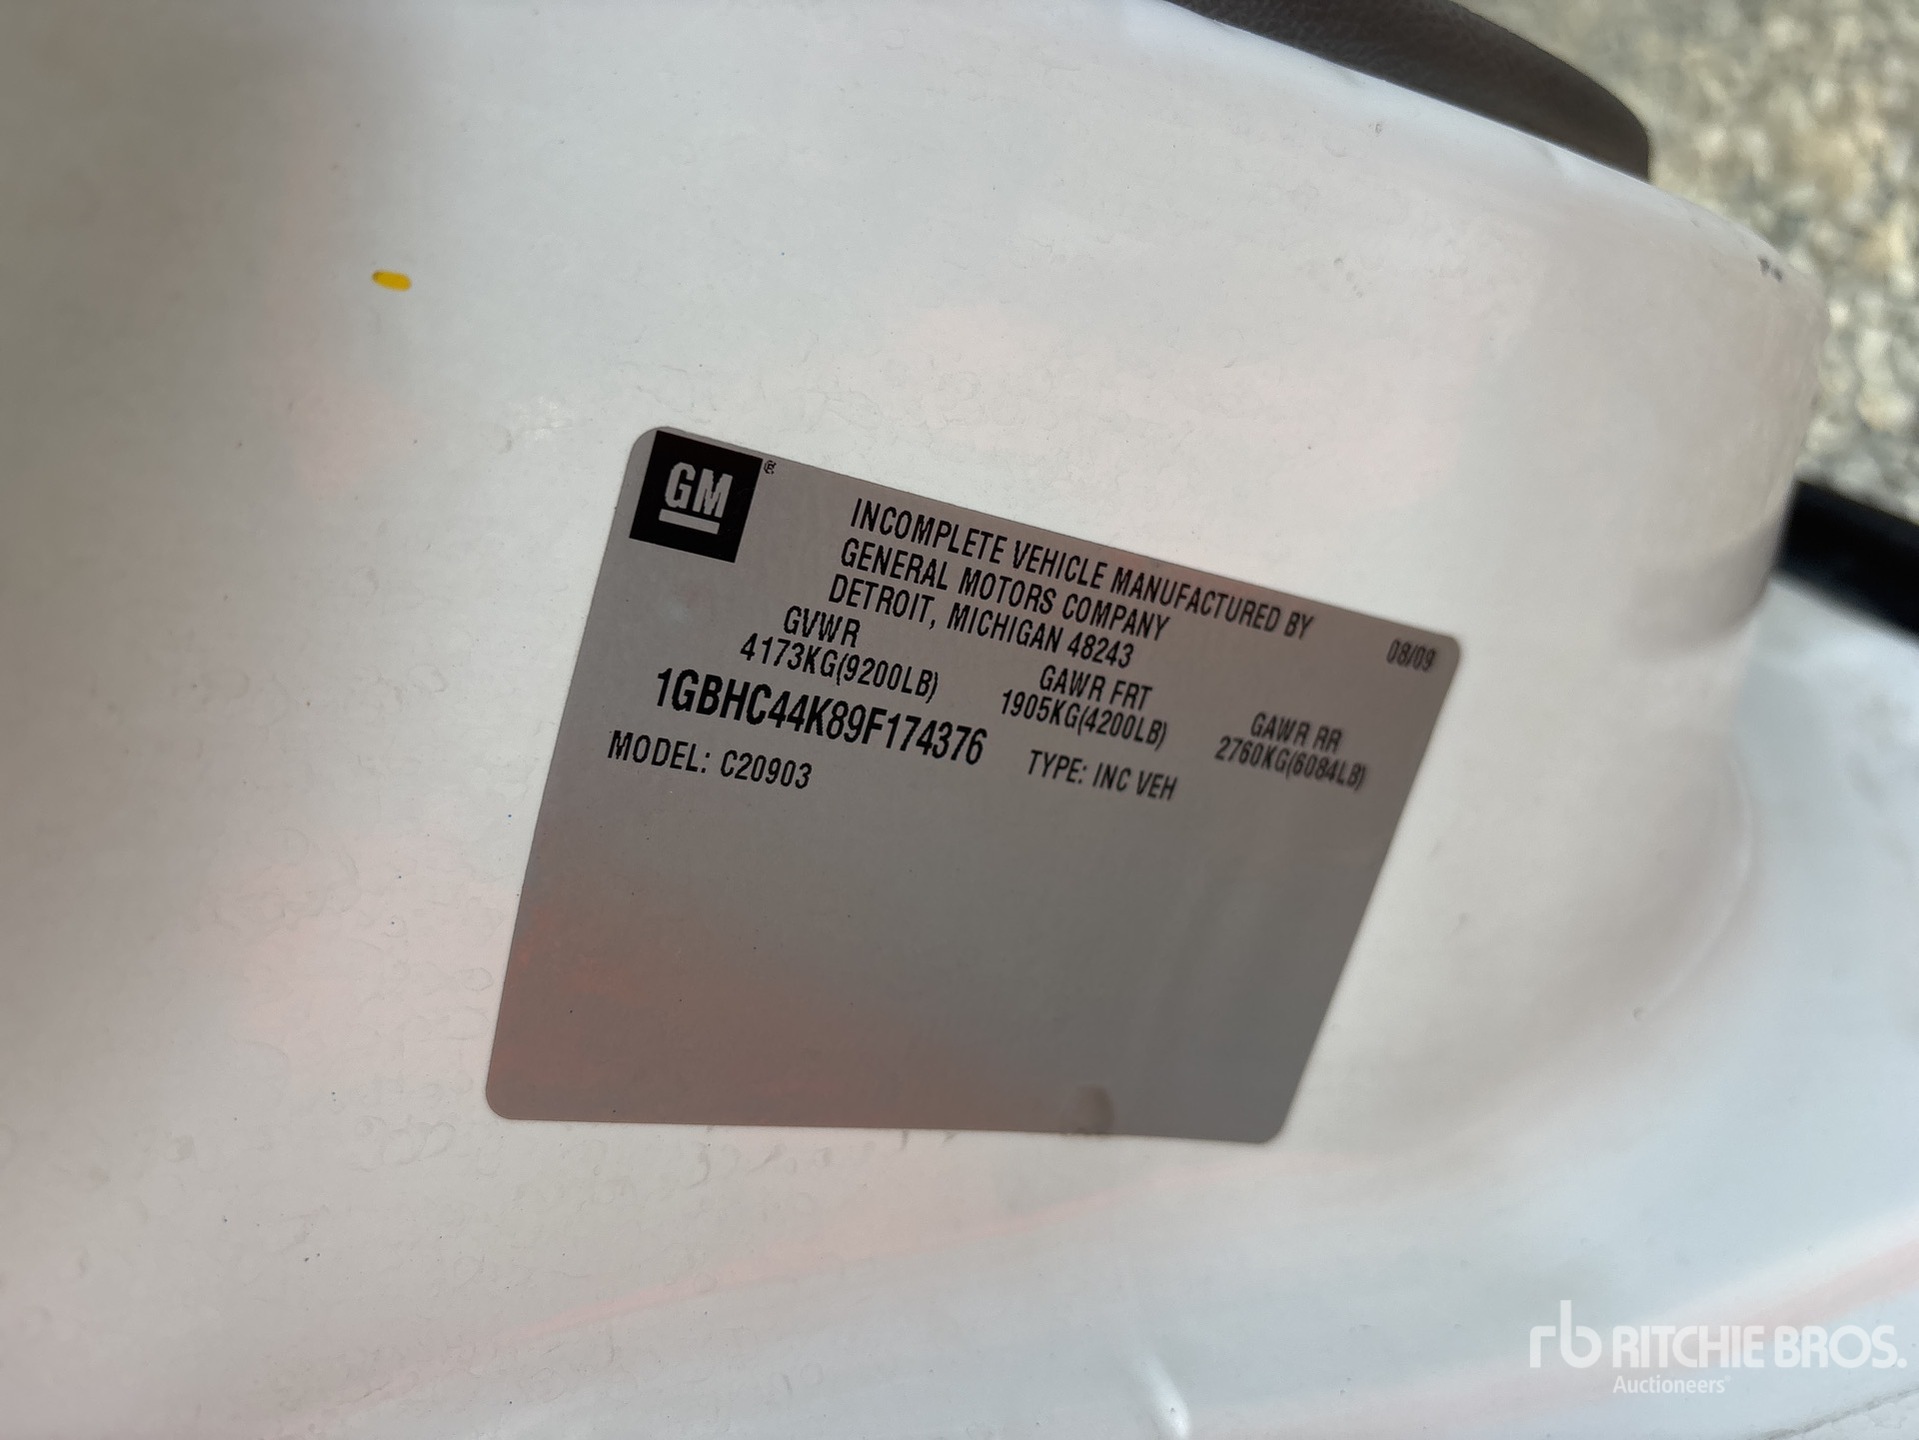 GM®
INCOMPLETE VEHICLE MANUFACTURED BY
GENERAL MOTORS COMPANY
DETROIT, MICHIGAN 48243
08/09
GVWR
4173KG(9200LB)
GAWR FRT
1905KG(4200LB)
GAWR RR
2760KG(6084LB)
1GBHC44K89F174376
TYPE: INC VEH
MODEL: C20903
rb RITCHIE BROS.
Auctioneers